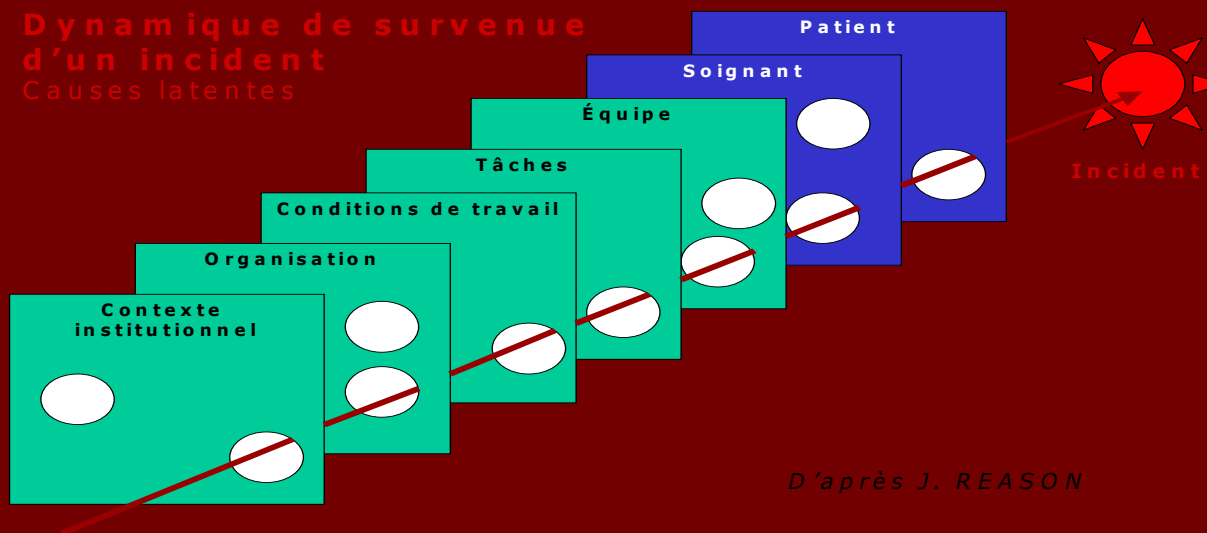 Dynamique de survenue
d'un incident
Causes latentes
Patient
Soignant
Équipe
Tâches
Conditions de travail
Organisation
Contexte
institutionnel
Incident
D'après J. REASON